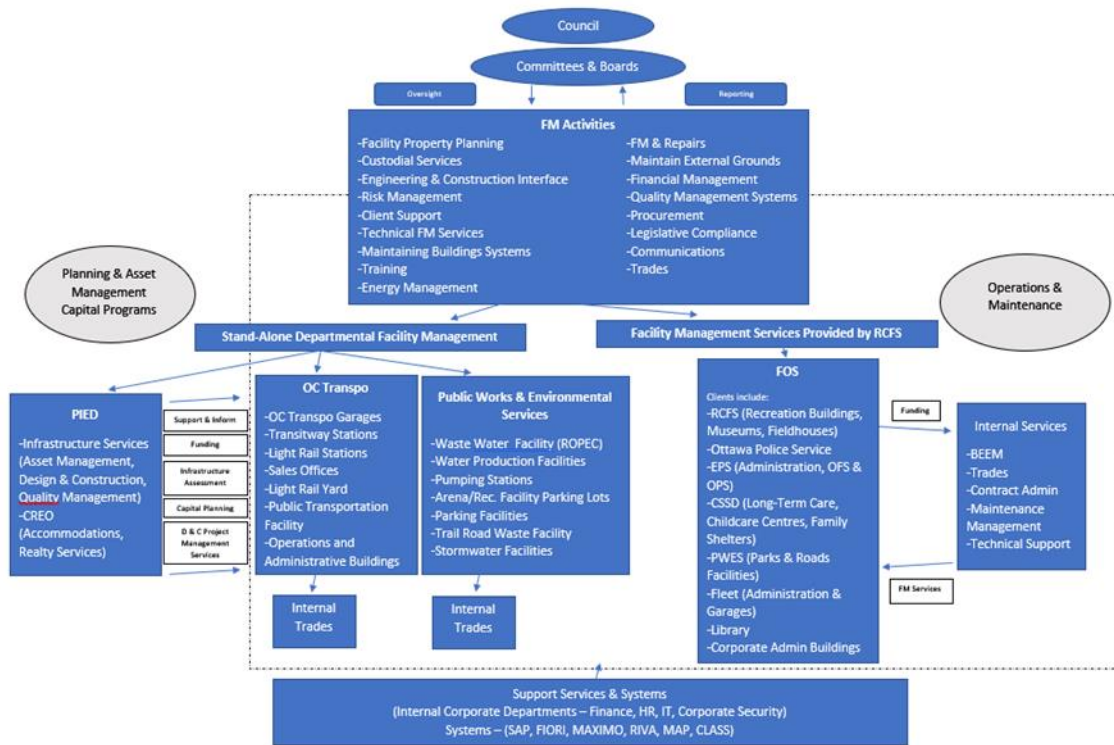 Council
Committees & Boards
Oversight
Reporting
FM Activities
-Facility Property Planning
-Custodial Services
-Engineering & Construction Interface
-Risk Management
-Client Support
-Technical FM Services
-Maintaining Buildings Systems
-Training
-Energy Management
-FM & Repairs
-Maintain External Grounds
-Financial Management
-Quality Management Systems
-Procurement
-Legislative Compliance
-Communications
-Trades
Planning & Asset
Management
Capital Programs
Operations &
Maintenance
Stand-Alone Departmental Facility Management
Facility Management Services Provided by RCFS
PIED
-Infrastructure Services
(Asset Management,
Design & Construction,
Quality Management)
-CREO
(Accommodations,
Realty Services)
Support & Inform
Funding
Infrastructure
Assessment
Capital Planning
D & C Project
Management
Services
OC Transpo
-OC Transpo Garages
-Transitway Stations
-Light Rail Stations
-Sales Offices
-Light Rail Yard
-Public Transportation
Facility
-Operations and
Administrative Buildings
Internal
Trades
Public Works & Environmental
Services
-Waste Water Facility (ROPEC)
-Water Production Facilities
-Pumping Stations
-Arena/Rec. Facility Parking Lots
-Parking Facilities
-Trail Road Waste Facility
-Stormwater Facilities
Internal
Trades
FOS
Clients include:
-RCFS (Recreation Buildings,
Museums, Fieldhouses)
-Ottawa Police Service
-EPS (Administration, OFS &
OPS)
-CSSD (Long-Term Care,
Childcare Centres, Family
Shelters)
-PWES (Parks & Roads
Facilities)
-Fleet (Administration &
Garages)
-Library
-Corporate Admin Buildings
Funding
FM Services
Internal Services
-BEEM
-Trades
-Contract Admin
-Maintenance
Management
-Technical Support
Support Services & Systems
(Internal Corporate Departments – Finance, HR, IT, Corporate Security)
Systems – (SAP, FIORI, MAXIMO, RIVA, MAP, CLASS)